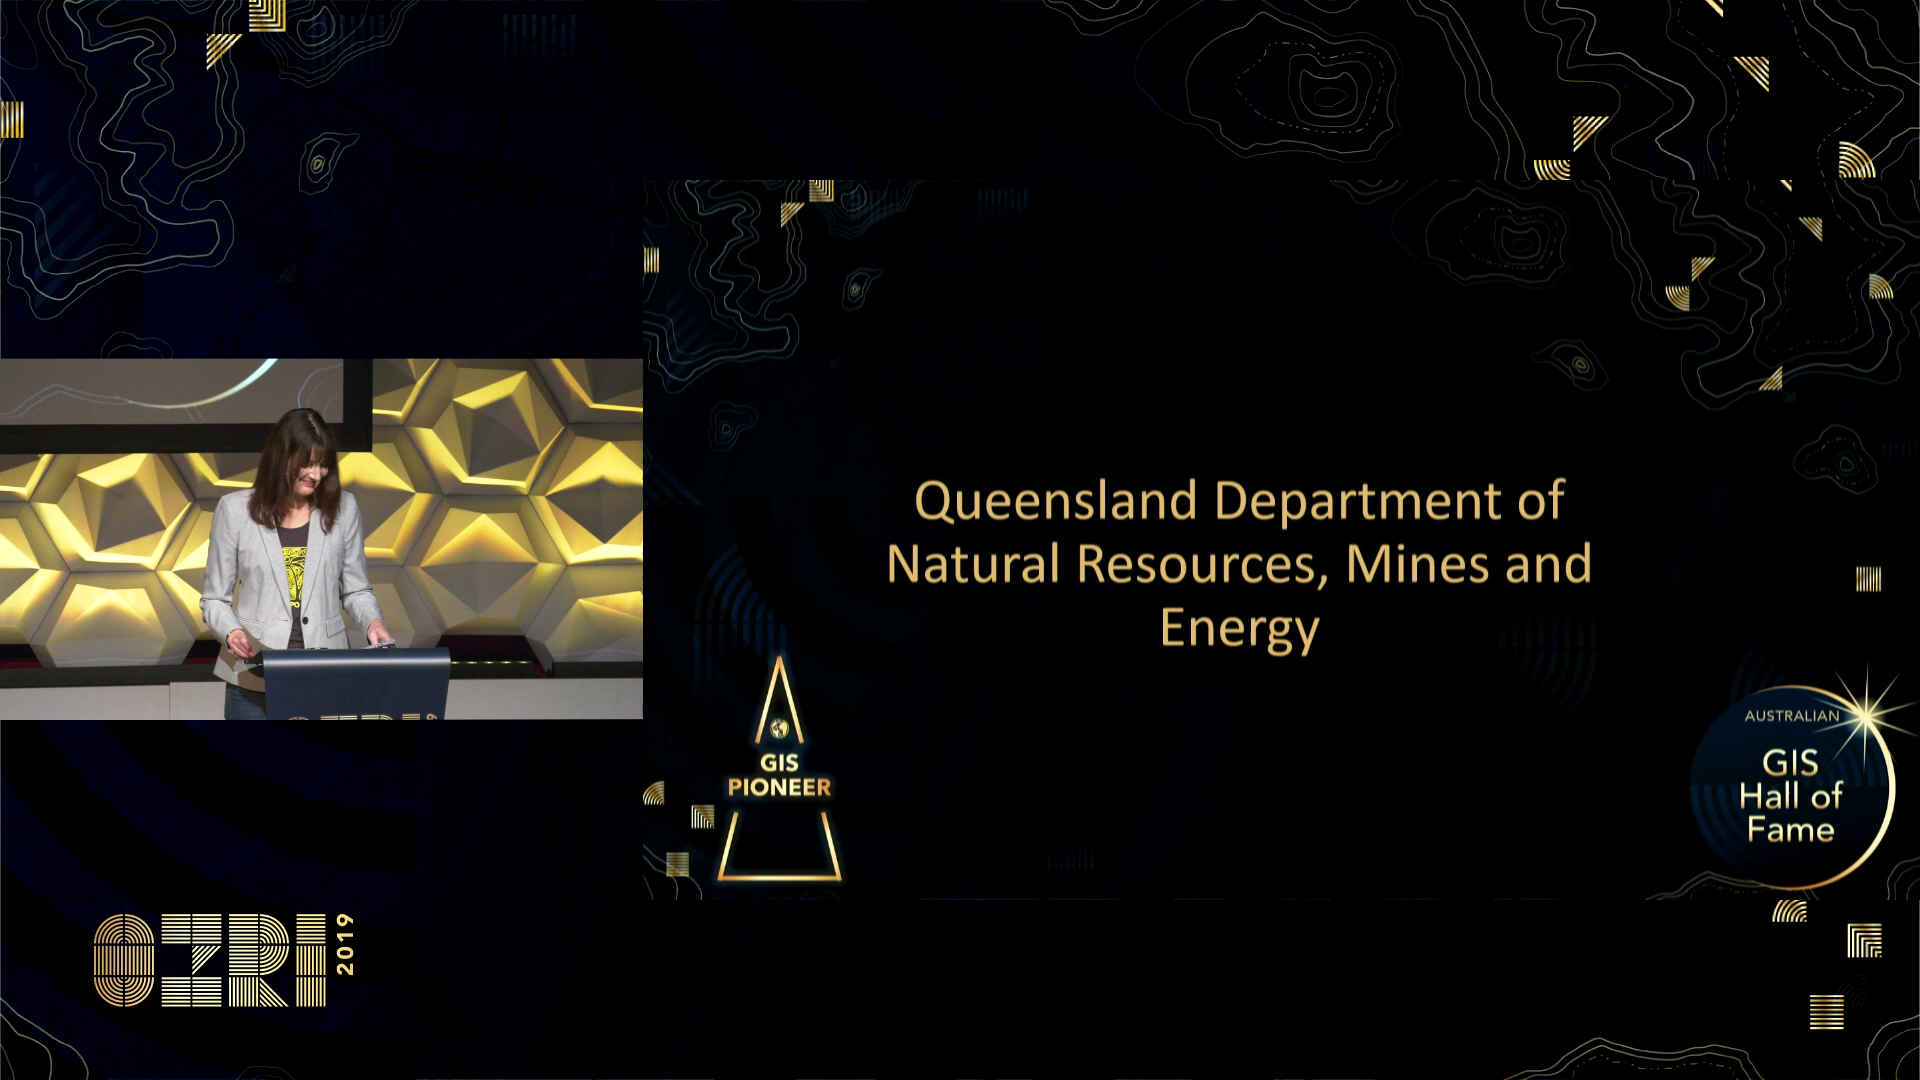 Queensland Department of
Natural Resources, Mines and
Energy
GIS
PIONEER
AUSTRALIAN
GIS
Hall of
Fame
OZRI 2019